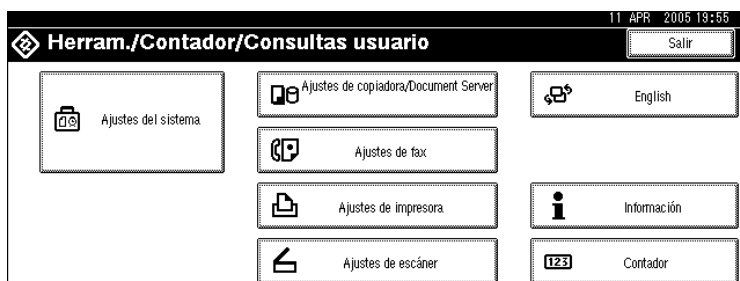 11 APR 2005 19:55
Herram./Contador/Consultas usuario
Salir
Ajustes del sistema
Ajustes de copiadora/Document Server
English
Ajustes de fax
Ajustes de impresora
Información
Ajustes de escáner
123
Contador